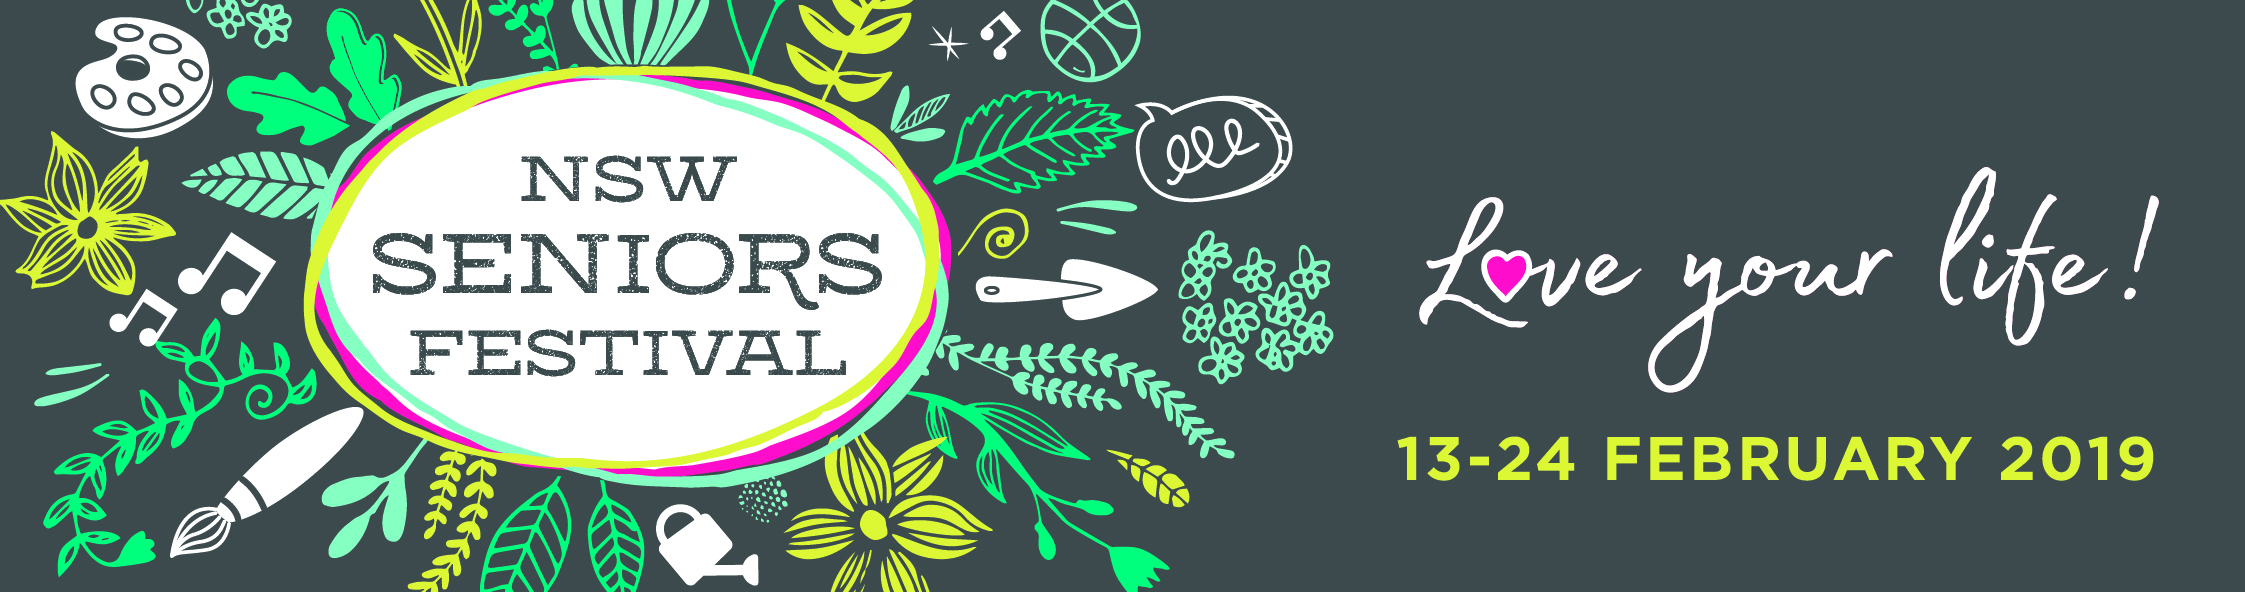 NSW
SENIORS
FESTIVAL
Love your life!
13-24 FEBRUARY 2019